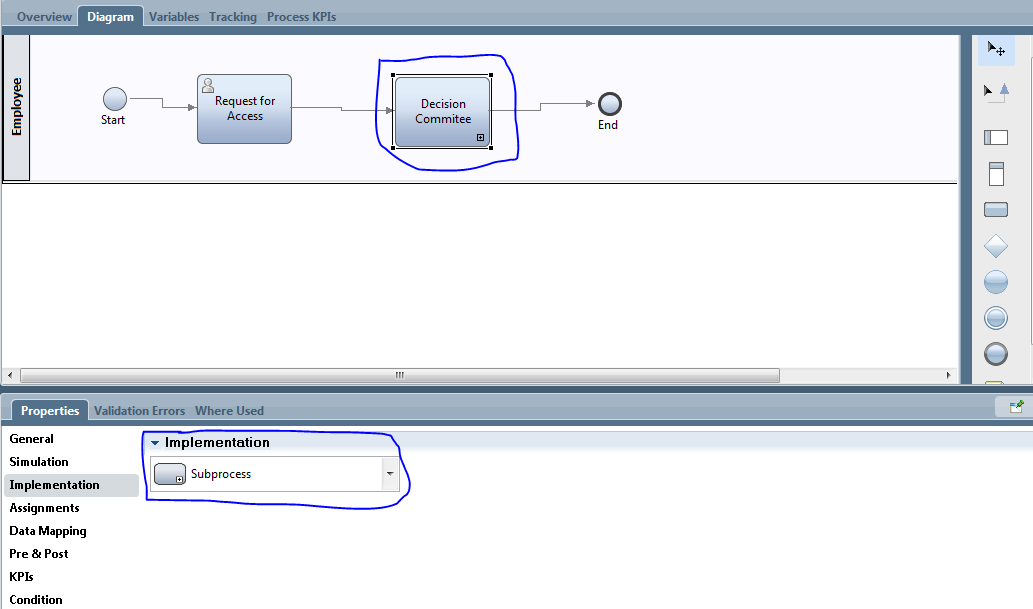 Overview Diagram Variables Tracking Process KPIs
Employee
Start
Request for
Access
Decision
Commitee
End
Properties Validation Errors Where Used
General
Simulation
Implementation
Assignments
Data Mapping
Pre & Post
KPIs
Condition
Implementation
Subprocess